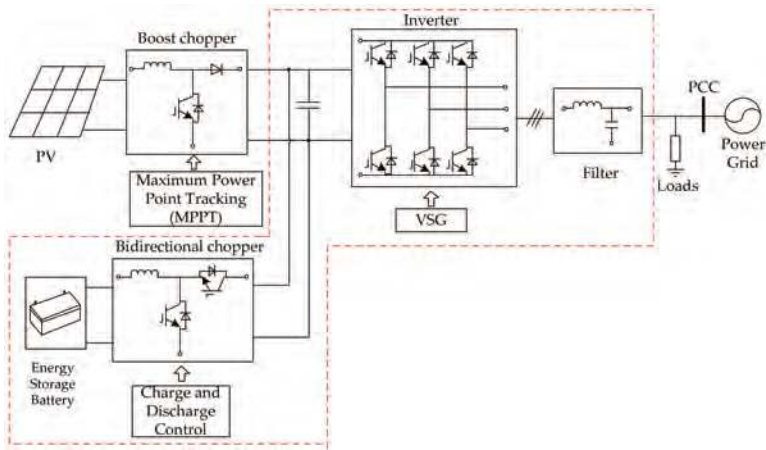 Boost chopper
Inverter
PV
Maximum Power
Point Tracking
(MPPT)
VSG
Filter
PCC
Loads
Power
Grid
Bidirectional chopper
Energy
Storage
Battery
Charge and
Discharge
Control